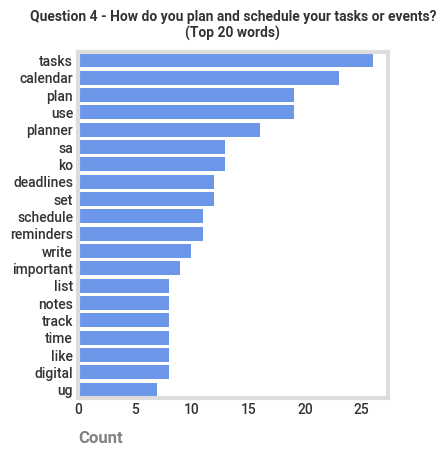 Question 4 - How do you plan and schedule your tasks or events?
(Top 20 words)
tasks
calendar
plan
use
planner
sa
ko
deadlines
set
schedule
reminders
write
important
list
notes
track
time
like
digital
ug
0 5 10 15 20 25
Count